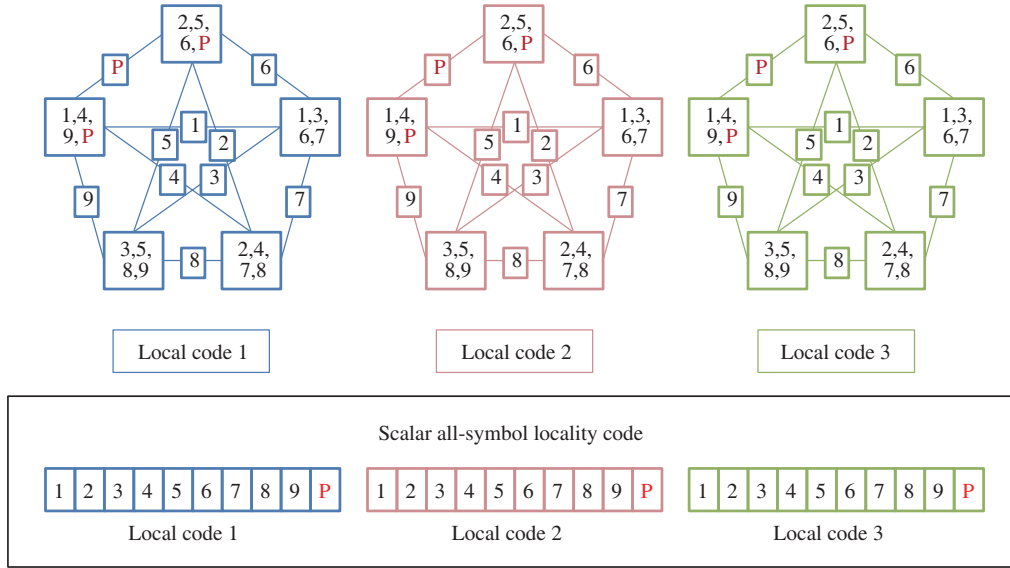 2,5,
6,P
P
6
1,4,
9,P
1
1,3,
6,7
5
2
4
3
9
7
3,5,
8,9
8
2,4,
7,8
Local code 1
2,5,
6,P
P
6
1,4,
9,P
1
1,3,
6,7
5
2
4
3
9
7
3,5,
8,9
8
2,4,
7,8
Local code 2
2,5,
6,P
P
6
1,4,
9,P
1
1,3,
6,7
5
2
4
3
9
7
3,5,
8,9
8
2,4,
7,8
Local code 3
Scalar all-symbol locality code
1 2 3 4 5 6 7 8 9 P
Local code 1
1 2 3 4 5 6 7 8 9 P
Local code 2
1 2 3 4 5 6 7 8 9 P
Local code 3